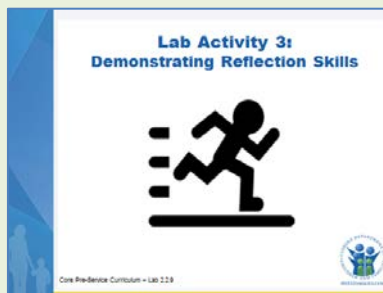 Lab Activity 3:
Demonstrating Reflection Skills
Core Pre-Service Curriculum – Lab 2.2.9